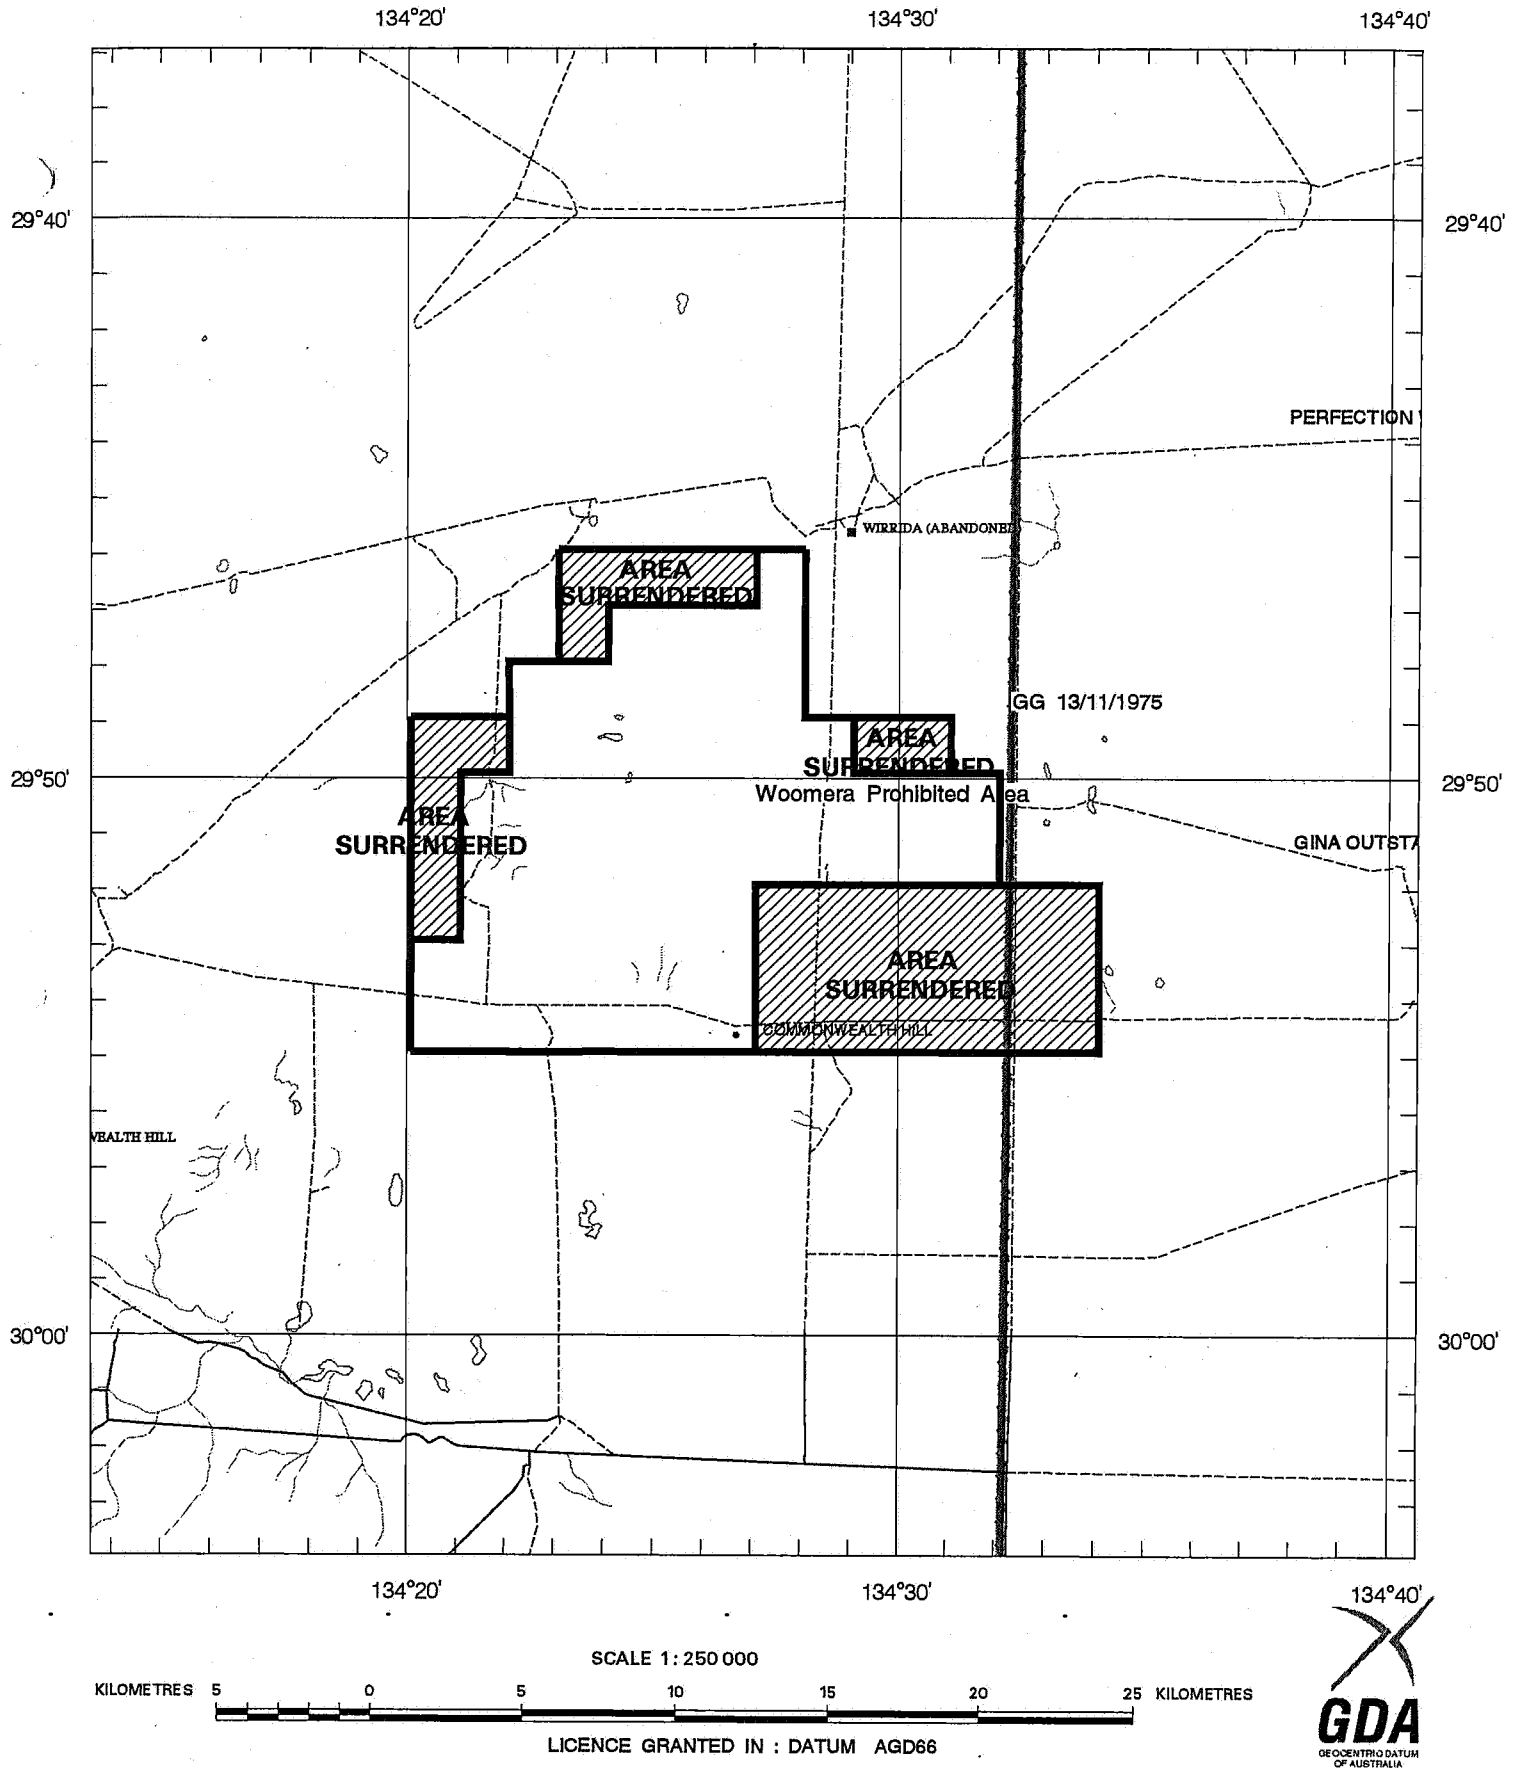 134°20' 134°30' 134°40'
29°40' 29°40'
PERFECTION
WIRRIDA (ABANDONED
AREA
SURRENDERED
GG 13/11/1975
AREA
SURRENDERED
29°50' 29°50'
Woomera Prohibited Area
AREA
SURRENDERED
GINA OUTSTA
AREA
SURRENDERED
COMMONWEALTH HILL
WEALTH HILL
30°00' 30°00'
134°20' 134°30' 134°40'
SCALE 1:250 000
KILOMETRES 5 0 5 10 15 20 25 KILOMETRES
LICENCE GRANTED IN : DATUM AGD66
GDA
GEOCENTRIC DATUM
OF AUSTRALIA